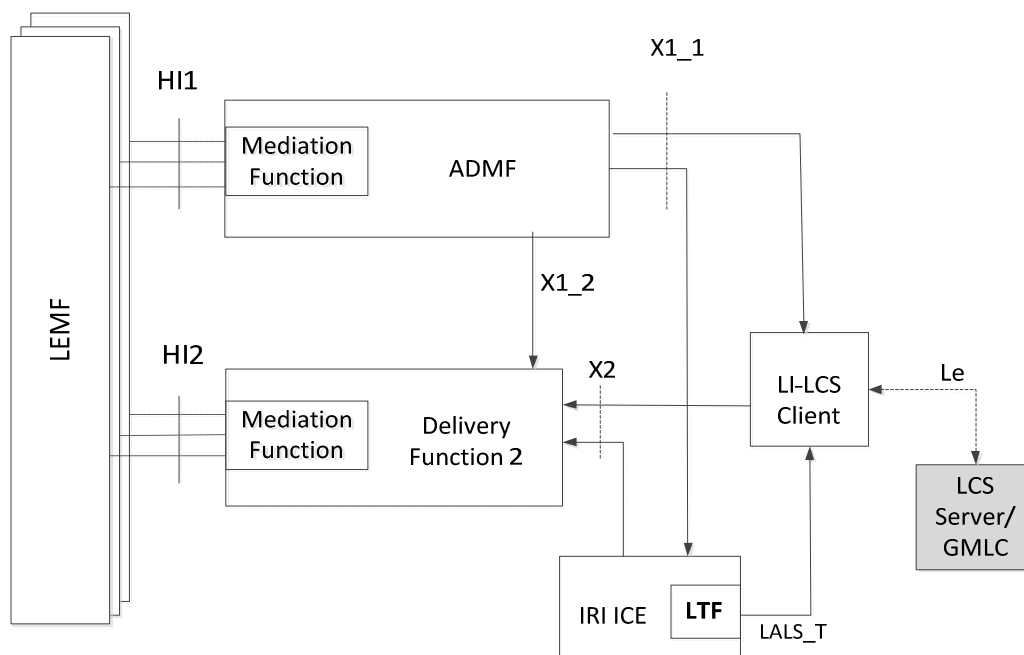 X1_1
HI1
Mediation
Function
ADMF
X1_2
LEMF
HI2
X2
LI-LCS
Client
Le
Mediation
Function
Delivery
Function 2
LCS
Server/
GMLC
IRI ICE
LTF
LALS_T